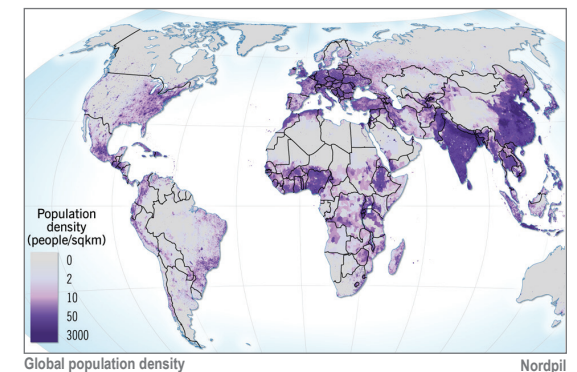 Population
density
(people/sqkm)
0
2
10
50
3000
Global population density
Nordpil